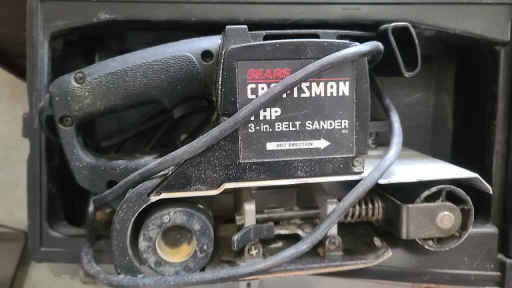 SEARS
CRAFTSMAN
1 HP
3-in. BELT SANDER
BELT DIRECTION